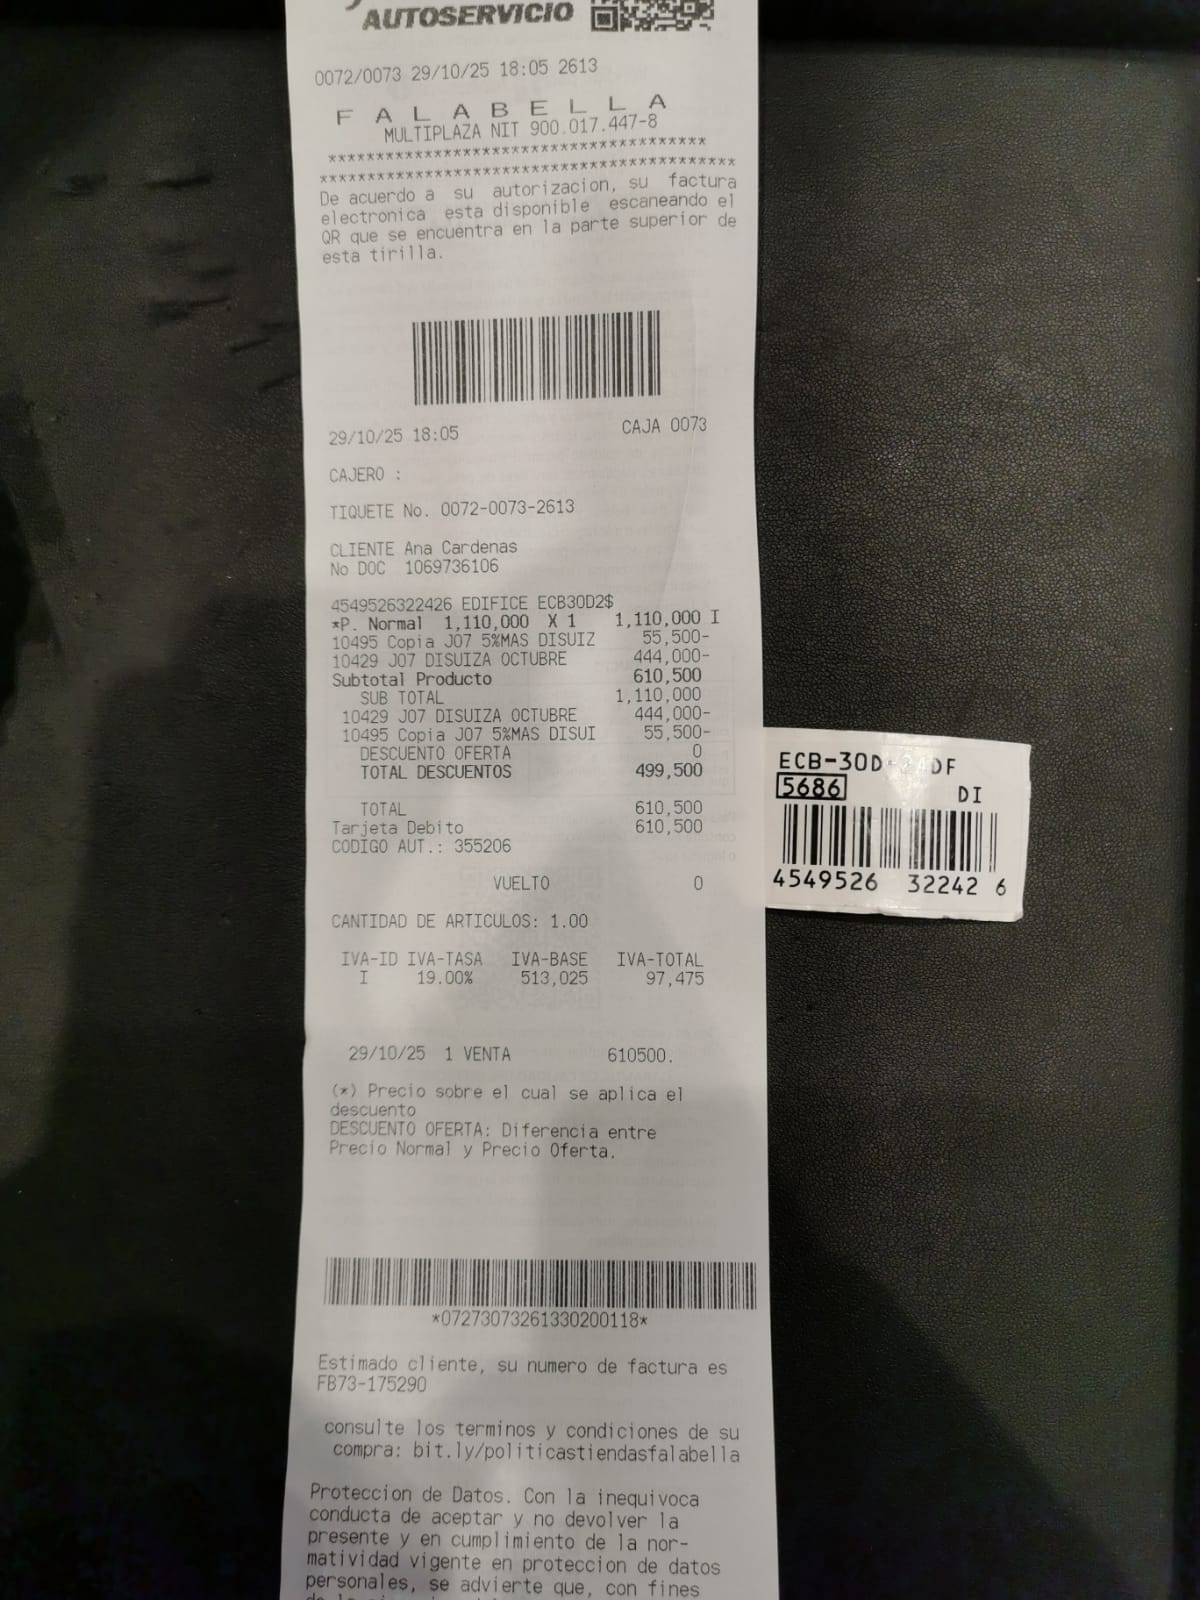 AUTOSERVICIO
0072/0073 29/10/25 18:05 2613
F A L A B E L L A
MULTIPLAZA NIT 900.017.447-8
***************************************
*******************************************
De acuerdo a su autorizacion, su factura
electronica esta disponible escaneando el
QR que se encuentra en la parte superior de
esta tirilla.
29/10/25 18:05 CAJA 0073
CAJERO :
TIQUETE No. 0072-0073-2613
CLIENTE Ana Cardenas
No DOC 1069736106
4549526322426 EDIFICE ECB30D2$
*P. Normal 1,110,000 X 1 1,110,000 I
10495 Copia J07 5%MAS DISUIZ 55,500-
10429 J07 DISUIZA OCTUBRE 444,000-
Subtotal Producto 610,500
SUB TOTAL 1,110,000
10429 J07 DISUIZA OCTUBRE 444,000-
10495 Copia J07 5%MAS DISUI 55,500-
DESCUENTO OFERTA 0
TOTAL DESCUENTOS 499,500
TOTAL 610,500
Tarjeta Debito 610,500
CODIGO AUT.: 355206
VUELTO 0
CANTIDAD DE ARTICULOS: 1.00
IVA-ID IVA-TASA IVA-BASE IVA-TOTAL
I 19.00% 513,025 97,475
29/10/25 1 VENTA 610500.
(*) Precio sobre el cual se aplica el
descuento
DESCUENTO OFERTA: Diferencia entre
Precio Normal y Precio Oferta.
*07273073261330200118*
Estimado cliente, su numero de factura es
FB73-175290
consulte los terminos y condiciones de su
compra: bit.ly/politicastiendasfalabella
Proteccion de Datos. Con la inequivoca
conducta de aceptar y no devolver la
presente y en cumplimiento de la nor-
matividad vigente en proteccion de datos
personales, se advierte que, con fines
ECB-30D DF
5686 DI
4549526 32242 6